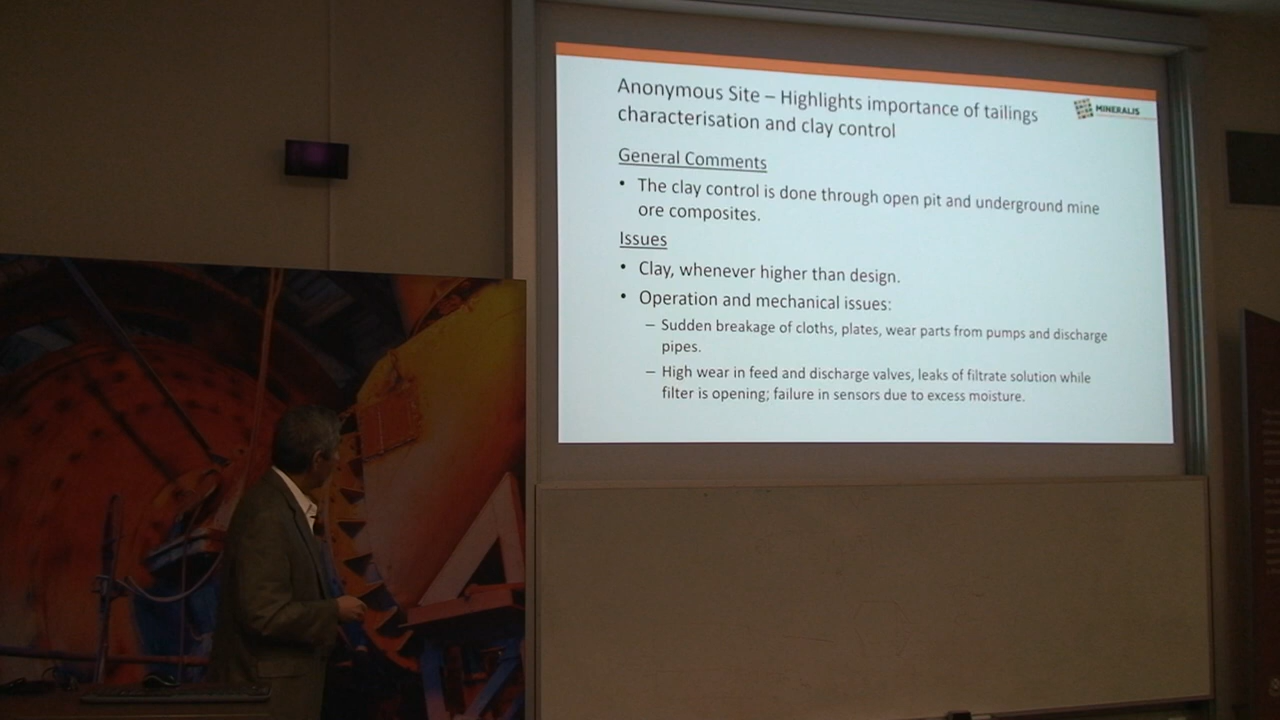 Anonymous Site – Highlights importance of tailings
characterisation and clay control
MINERALIS
General Comments
• The clay control is done through open pit and underground mine
ore composites.
Issues
• Clay, whenever higher than design.
• Operation and mechanical issues:
– Sudden breakage of cloths, plates, wear parts from pumps and discharge
pipes.
– High wear in feed and discharge valves, leaks of filtrate solution while
filter is opening; failure in sensors due to excess moisture.